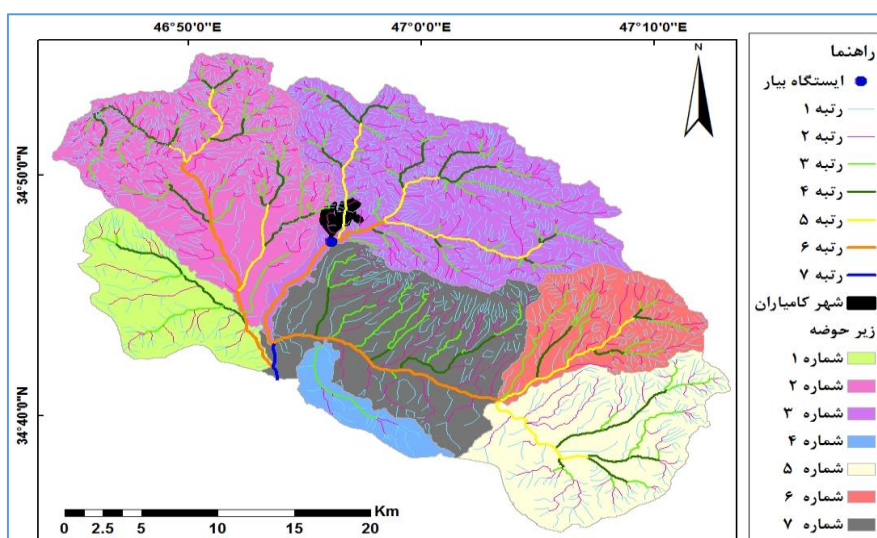 46°50'0"E 47°0'0"E 47°10'0"E
N
34°50'0"N
34°40'0"N
0 2.5 5 10 15 20 Km
راهنما
ایستگاه بیار
رتبه ۱
رتبه ۲
رتبه ۳
رتبه ۴
رتبه ۵
رتبه ۶
رتبه ۷
شهر کامیاران
زیر حوضه
شماره ۱
شماره ۲
شماره ۳
شماره ۴
شماره ۵
شماره ۶
شماره ۷